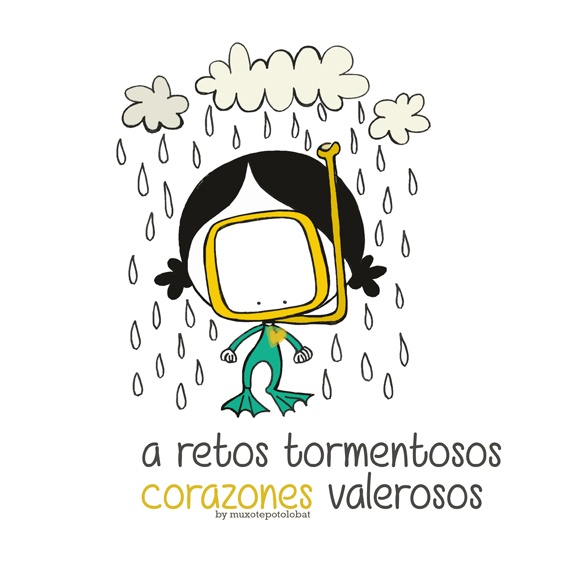 a retos tormentosos
corazones valerosos
by muxotepotolobat